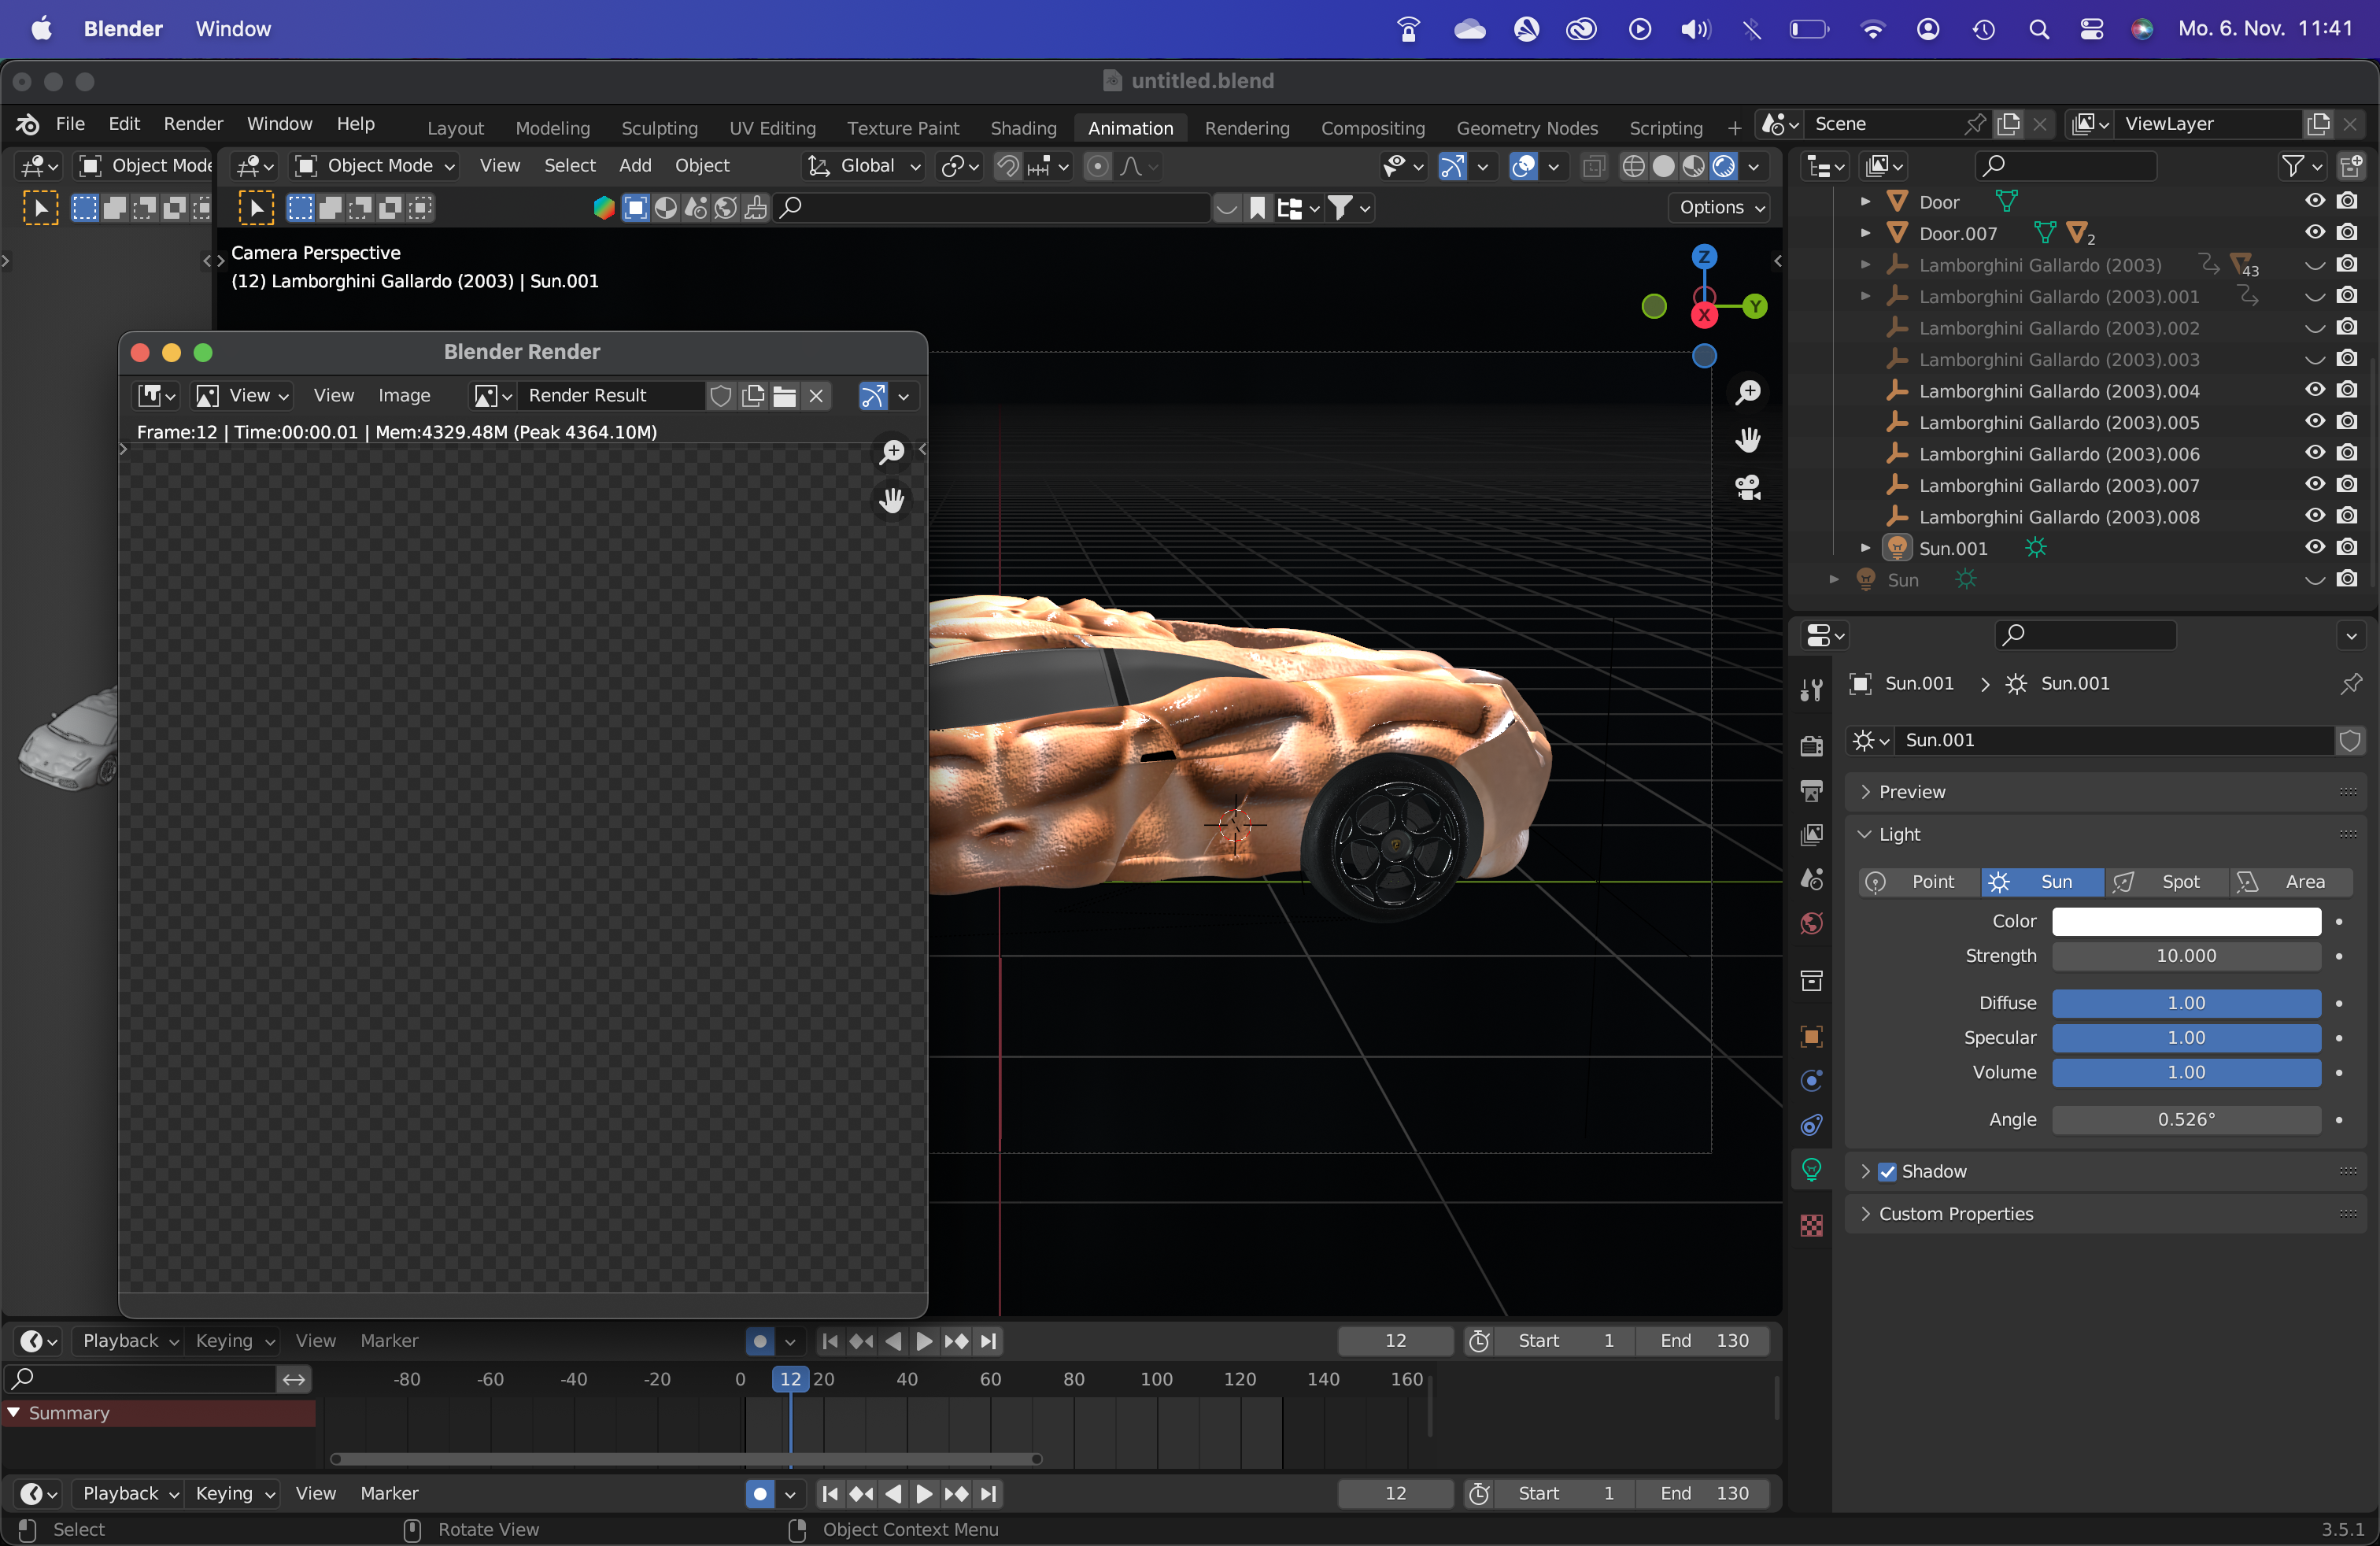 Blender Window Mo. 6. Nov. 11:41
untitled.blend
File Edit Render Window Help Layout Modeling Sculpting UV Editing Texture Paint Shading Animation Rendering Compositing Geometry Nodes Scripting + Scene ViewLayer
Object Mode Object Mode View Select Add Object Global
Options
Camera Perspective
(12) Lamborghini Gallardo (2003) | Sun.001
Z
Y
X
Blender Render
View View Image Render Result
Frame:12 | Time:00:00.01 | Mem:4329.48M (Peak 4364.10M)
Door
Door.007 2
Lamborghini Gallardo (2003) 43
Lamborghini Gallardo (2003).001
Lamborghini Gallardo (2003).002
Lamborghini Gallardo (2003).003
Lamborghini Gallardo (2003).004
Lamborghini Gallardo (2003).005
Lamborghini Gallardo (2003).006
Lamborghini Gallardo (2003).007
Lamborghini Gallardo (2003).008
Sun.001
Sun
Sun.001 Sun.001
Sun.001
Preview
Light
Point Sun Spot Area
Color
Strength 10.000
Diffuse 1.00
Specular 1.00
Volume 1.00
Angle 0.526°
Shadow
Custom Properties
Playback Keying View Marker 12 Start 1 End 130
-80 -60 -40 -20 0 12 20 40 60 80 100 120 140 160
Summary
Playback Keying View Marker 12 Start 1 End 130
Select Rotate View Object Context Menu 3.5.1